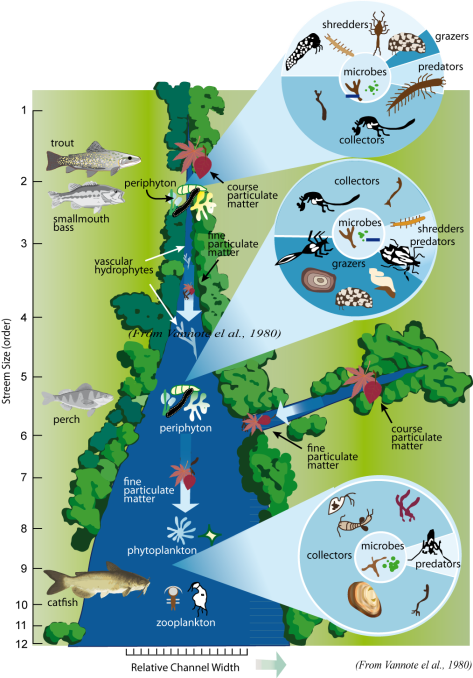 shredders
grazers
predators
microbes
collectors
1
trout
2
smallmouth
bass
periphyton
course
particulate
matter
collectors
microbes
shredders
predators
grazers
3
vascular
hydrophytes
fine
particulate
matter
4
(From Vannote el al., 1980)
Streem Size (order)
5
perch
periphyton
6
fine
particulate
matter
course
particulate
matter
7
fine
particulate
matter
8
phytoplankton
collectors
microbes
predators
9
catfish
10
zooplankton
11
12
Relative Channel Width
(From Vannote el al., 1980)